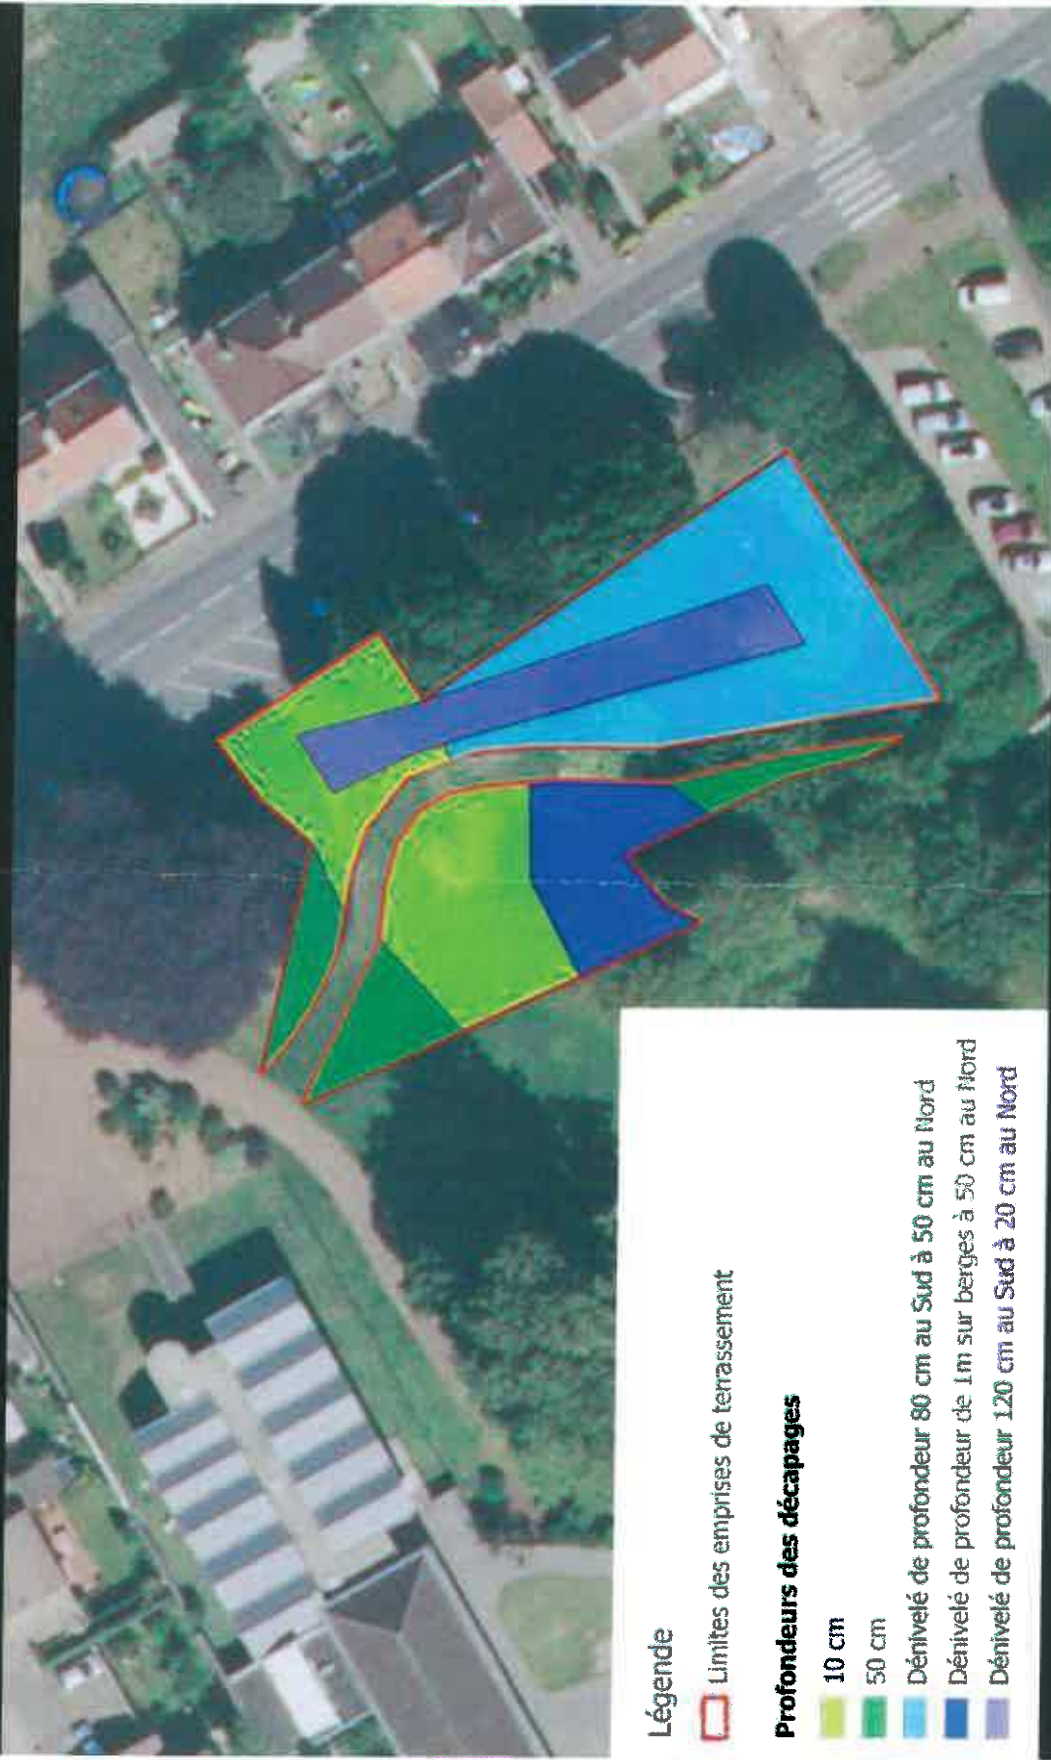 Légende
Limites des emprises de terrassement
Profondeurs des décapages
10 cm
50 cm
Dénivelé de profondeur 80 cm au Sud à 50 cm au Nord
Dénivelé de profondeur de 1m sur berges à 50 cm au Nord
Dénivelé de profondeur 120 cm au Sud à 20 cm au Nord